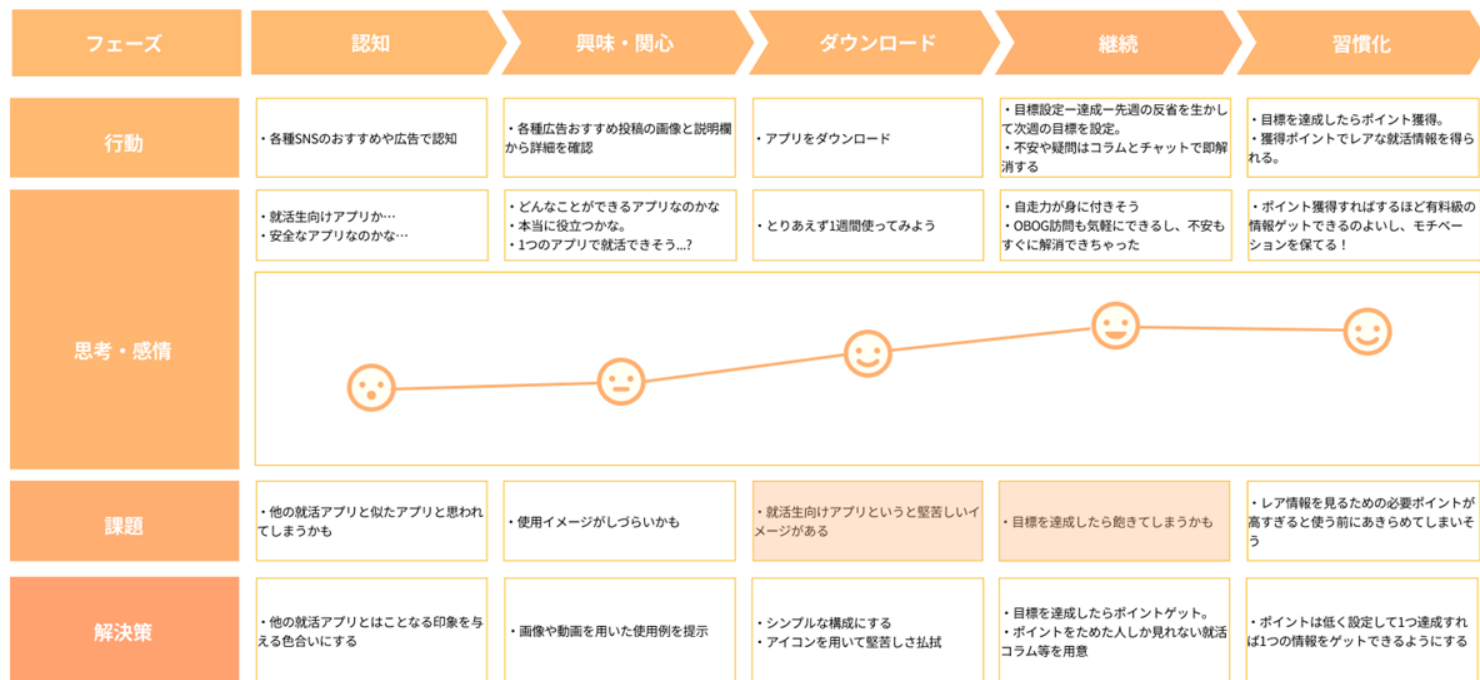 フェーズ
認知
興味・関心
ダウンロード
継続
習慣化
行動
・各種SNSのおすすめや広告で認知
・各種広告おすすめ投稿の画像と説明欄
から詳細を確認
・アプリをダウンロード
・目標設定ー達成ー先週の反省を生かし
て次週の目標を設定。
・不安や疑問はコラムとチャットで即解
消する
・目標を達成したらポイント獲得。
・獲得ポイントでレアな就活情報を得ら
れる。
思考・感情
・就活生向けアプリか…
・安全なアプリなのかな…
・どんなことができるアプリなのかな
・本当に役立つかな。
・1つのアプリで就活できそう...?
・とりあえず1週間使ってみよう
・自走力が身に付きそう
・OBOG訪問も気軽にできるし、不安も
すぐに解消できちゃった
・ポイント獲得すればするほど有料級の
情報ゲットできるのよいし、モチベー
ションを保てる！
課題
・他の就活アプリと似たアプリと思われ
てしまうかも
・使用イメージがしづらいかも
・就活生向けアプリというと堅苦しいイ
メージがある
・目標を達成したら飽きてしまうかも
・レア情報を見るための必要ポイントが
高すぎると使う前にあきらめてしまいそ
う
解決策
・他の就活アプリとはことなる印象を与
える色合いにする
・画像や動画を用いた使用例を提示
・シンプルな構成にする
・アイコンを用いて堅苦しさ払拭
・目標を達成したらポイントゲット。
・ポイントをためた人しか見れない就活
コラム等を用意
・ポイントは低く設定して1つ達成すれ
ば1つの情報をゲットできるようにする